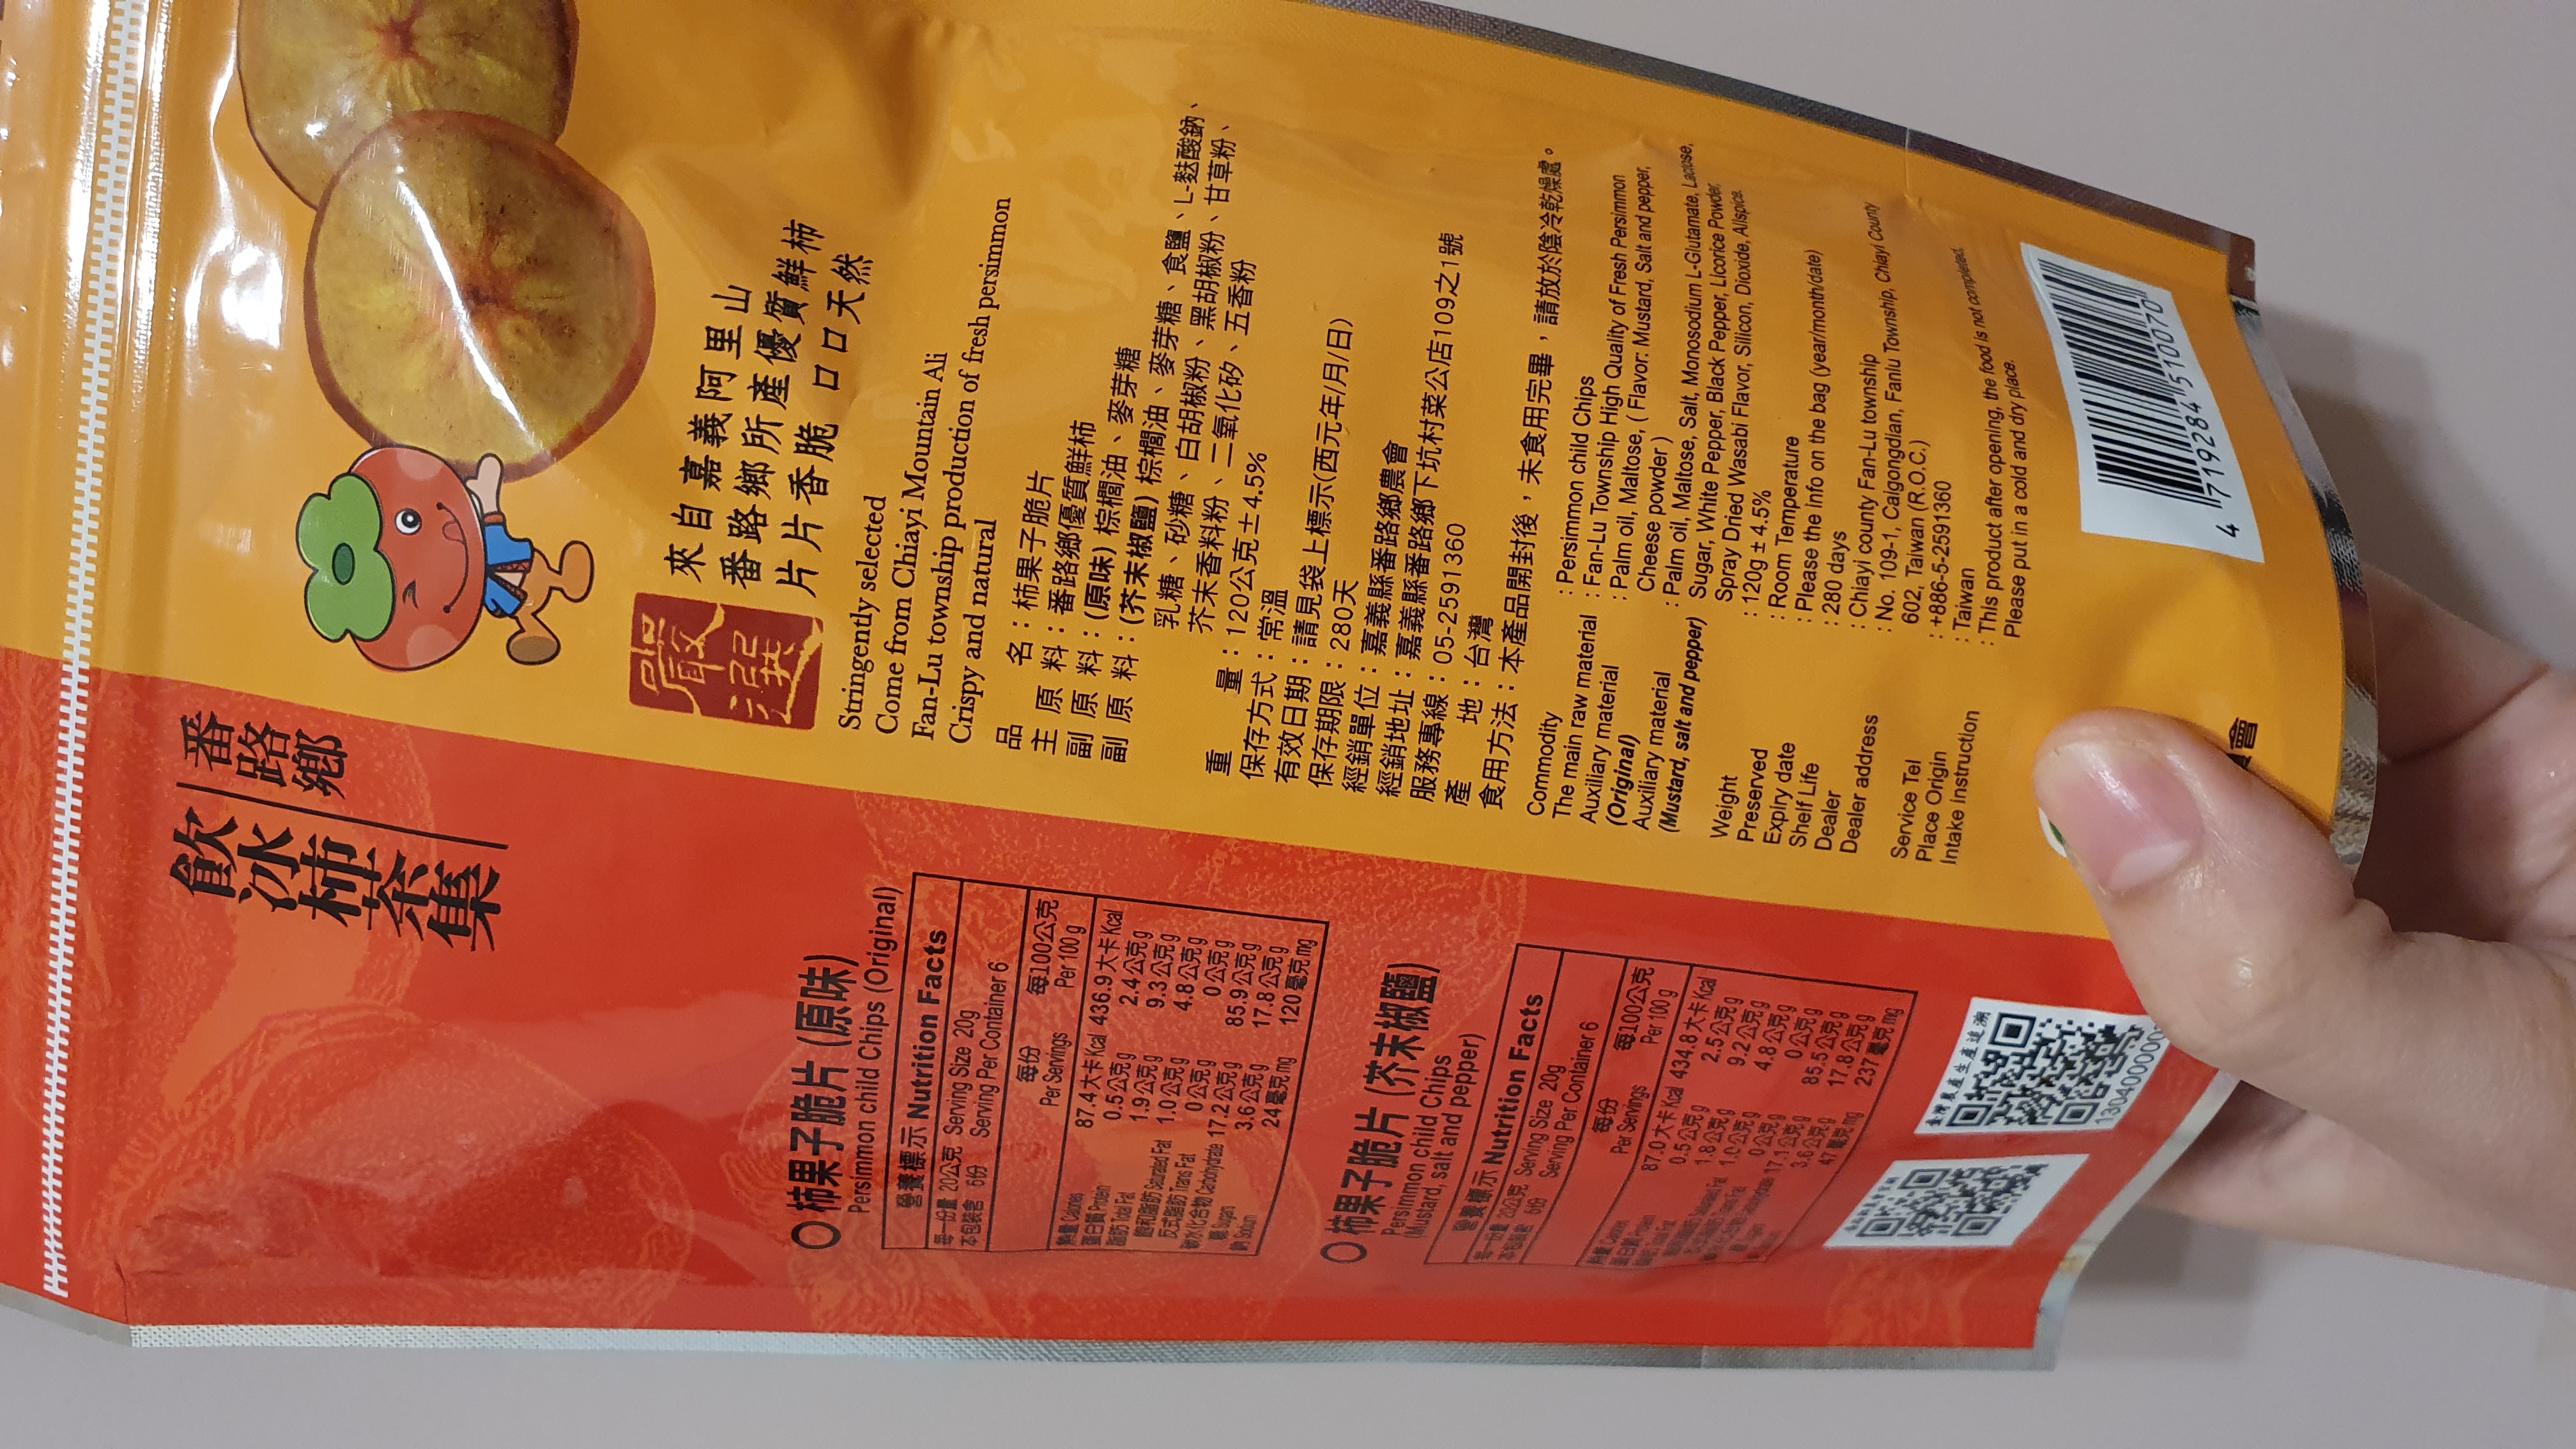 番路鄉
飲冰柿茶集
嚴選
來自嘉義阿里山
番路鄉所產優質鮮柿
片片香脆 口口天然
Stringently selected
Come from Chiayi Mountain Ali
Fan-Lu township production of fresh persimmon
Crispy and natural
品 名：柿果子脆片
主 原 料：番路鄉優質鮮柿
副 原 料：(原味) 棕櫚油、麥芽糖
副 原 料：(芥末椒鹽) 棕櫚油、麥芽糖、食鹽、L-麩酸鈉、
乳糖、砂糖、白胡椒粉、黑胡椒粉、甘草粉、
芥末香料粉、二氧化矽、五香粉
重 量：120公克±4.5%
保存方式：常溫
有效日期：請見袋上標示(西元年/月/日)
保存期限：280天
經銷單位：嘉義縣番路鄉農會
經銷地址：嘉義縣番路鄉下坑村菜公店109之1號
服務專線：05-2591360
產 地：台灣
食用方法：本產品開封後，未食用完畢，請放於陰冷乾燥處。
Commodity : Persimmon child Chips
The main raw material : Fan-Lu Township High Quality of Fresh Persimmon
Auxiliary material : Palm oil, Maltose, ( Flavor: Mustard, Salt and pepper,
(Original) Cheese powder )
Auxiliary material : Palm oil, Maltose, Salt, Monosodium L-Glutamate, Lactose,
(Mustard, salt and pepper) Sugar, White Pepper, Black Pepper, Licorice Powder,
Spray Dried Wasabi Flavor, Silicon, Dioxide, Allspice.
Weight : 120g ± 4.5%
Preserved : Room Temperature
Expiry date : Please the info on the bag (year/month/date)
Shelf Life : 280 days
Dealer : Chiayi county Fan-Lu township
Dealer address : No. 109-1, Caigongdian, Fanlu Township, Chiayi County
602, Taiwan (R.O.C.)
Service Tel : +886-5-2591360
Place Origin : Taiwan
Intake instruction : This product after opening, the food is not completed,
Please put in a cold and dry place.
4 719284 510070
會
柿果子脆片 (原味)
Persimmon child Chips (Original)
營養標示 Nutrition Facts
每一份量 20公克 Serving Size 20g
本包裝含 6份 Serving Per Container 6
每份 每100公克
Per Servings Per 100 g
熱量 Calories 87.4 大卡 Kcal 436.9 大卡 Kcal
蛋白質 Protein 0.5 公克 g 2.4 公克 g
脂肪 Total Fat 1.9 公克 g 9.3 公克 g
飽和脂肪 Saturated Fat 1.0 公克 g 4.8 公克 g
反式脂肪 Trans Fat 0 公克 g 0 公克 g
碳水化合物 Carbohydrate 17.2 公克 g 85.9 公克 g
糖 Sugars 3.6 公克 g 17.8 公克 g
鈉 Sodium 24 毫克 mg 120 毫克 mg
柿果子脆片 (芥末椒鹽)
Persimmon child Chips
(Mustard, salt and pepper)
營養標示 Nutrition Facts
每一份量 20公克 Serving Size 20g
本包裝含 6份 Serving Per Container 6
每份 每100公克
Per Servings Per 100 g
熱量 Calories 87.0 大卡 Kcal 434.8 大卡 Kcal
0.5 公克 g 2.5 公克 g
1.8 公克 g 9.2 公克 g
1.0 公克 g 4.8 公克 g
0 公克 g 0 公克 g
17.1 公克 g 85.5 公克 g
3.6 公克 g 17.8 公克 g
47 毫克 mg 237 毫克 mg
臺灣農產生產追溯